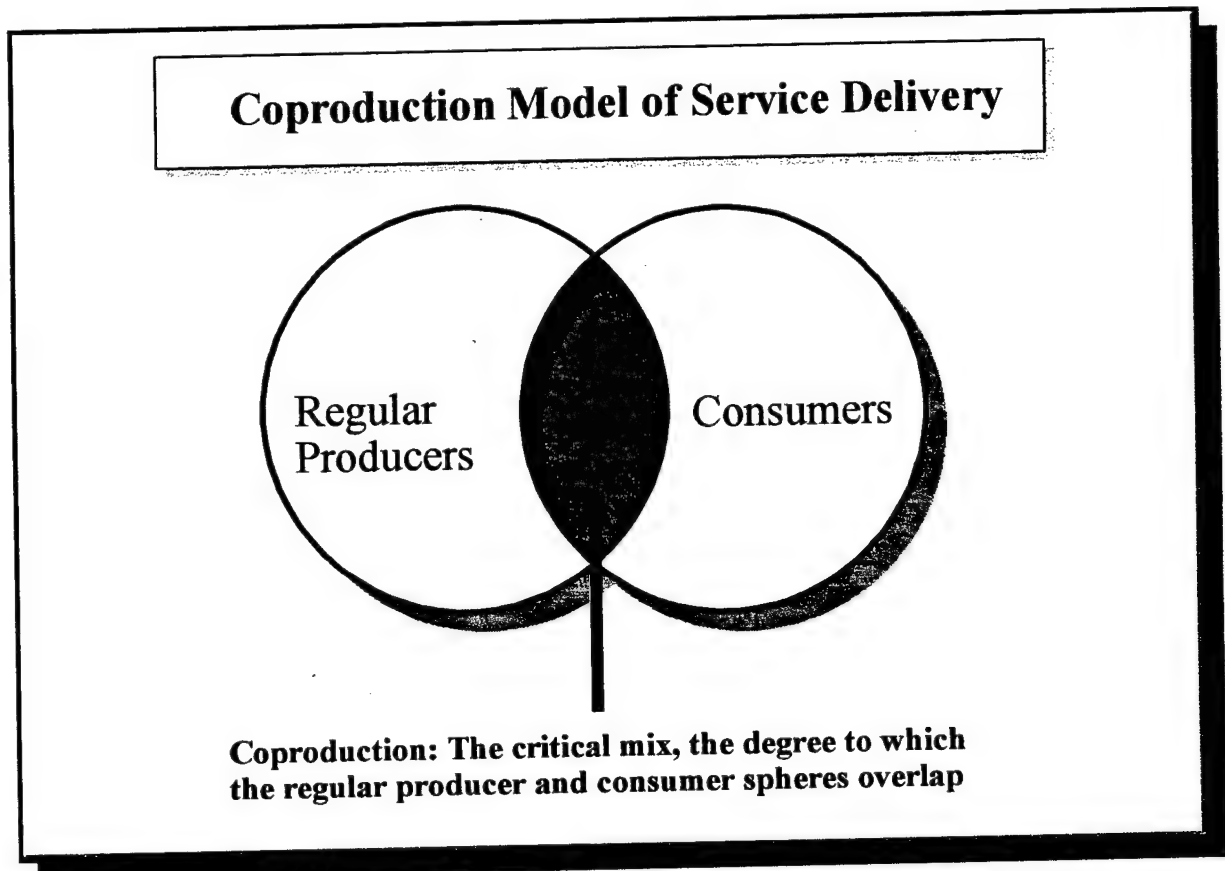 Coproduction Model of Service Delivery
Regular
Producers
Consumers
Coproduction: The critical mix, the degree to which
the regular producer and consumer spheres overlap